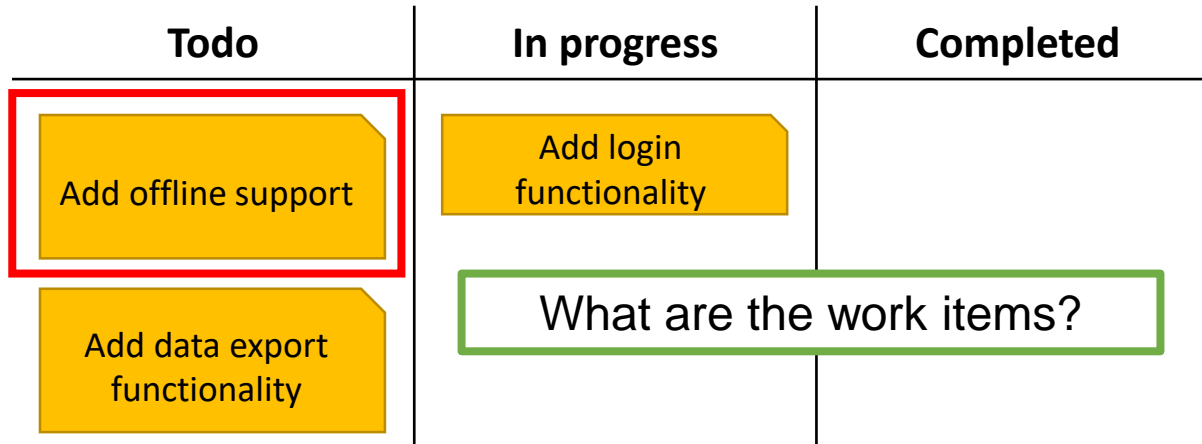 Todo
In progress
Completed
Add offline support
Add login
functionality
What are the work items?
Add data export
functionality